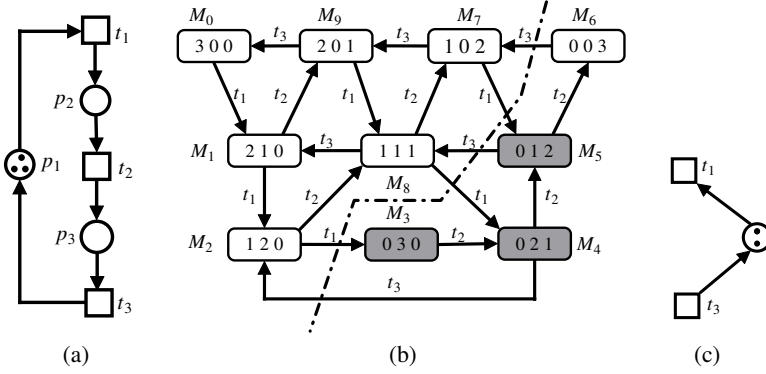 M₀ M₉ M₇ M₆
t₁ 3 0 0 t₃ 2 0 1 t₃ 1 0 2 t₃ 0 0 3
p₂ t₁ t₂ t₁ t₂ t₁ t₂
p₁ t₂ M₁ 2 1 0 t₃ 1 1 1 t₃ 0 1 2 M₅ t₁
t₁ t₂ M₈ t₁ t₂
p₃ M₃
M₂ 1 2 0 t₁ 0 3 0 t₂ 0 2 1 M₄
t₃ t₃ t₃
(a) (b) (c)